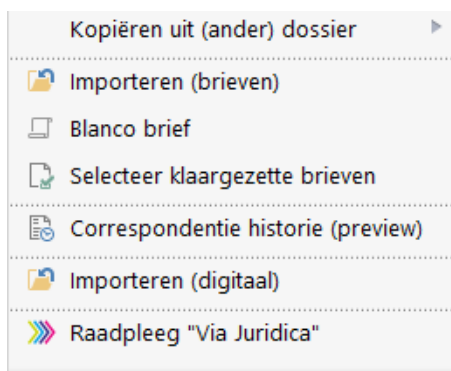 Kopiëren uit (ander) dossier
Importeren (brieven)
Blanco brief
Selecteer klaargezette brieven
Correspondentie historie (preview)
Importeren (digitaal)
Raadpleeg "Via Juridica"